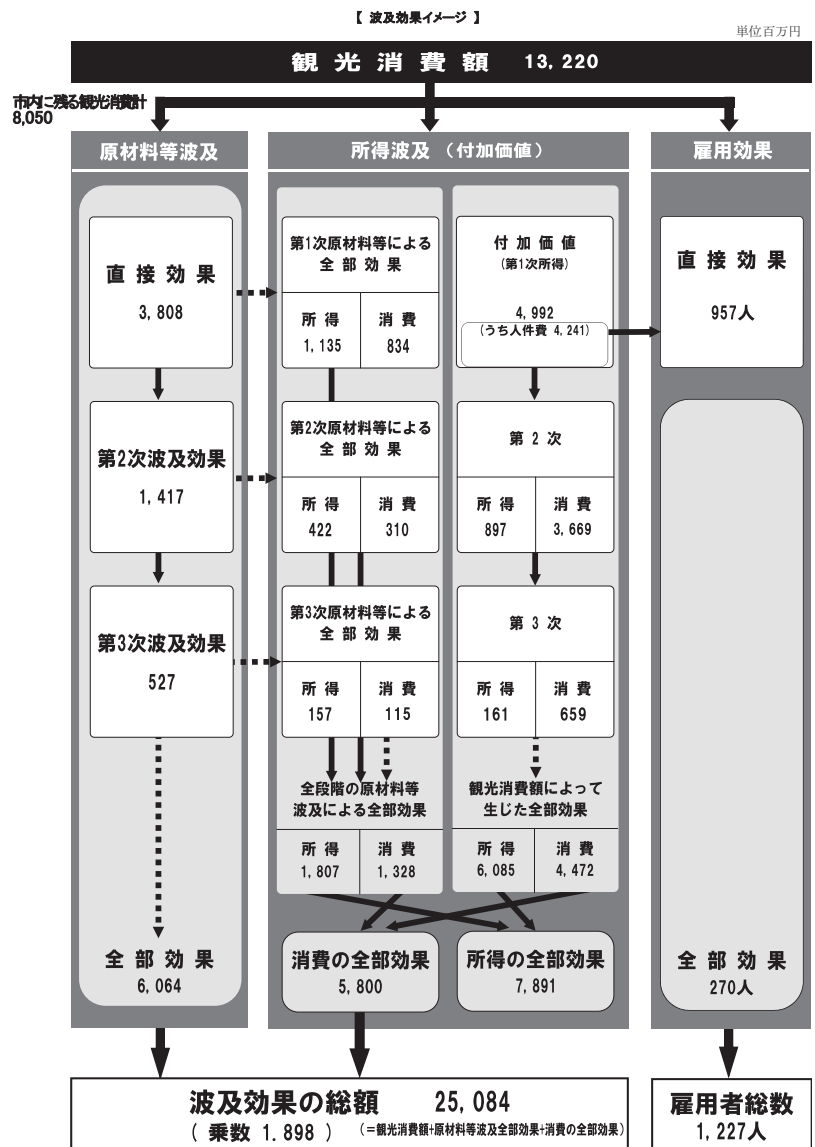 【 波及効果イメージ 】
単位百万円
観光消費額 13,220
市内に残る観光消費計
8,050
原材料等波及
所得波及（付加価値）
雇用効果
直接効果
3,808
第1次原材料等による
全部効果
所得 消費
1,135 834
付加価値
(第1次所得)
4,992
(うち人件費 4,241)
直接効果
957人
第2次波及効果
1,417
第2次原材料等による
全部効果
所得 消費
422 310
第2次
所得 消費
897 3,669
第3次波及効果
527
第3次原材料等による
全部効果
所得 消費
157 115
第3次
所得 消費
161 659
全段階の原材料等
波及による全部効果
所得 消費
1,807 1,328
観光消費額によって
生じた全部効果
所得 消費
6,085 4,472
全部効果
6,064
消費の全部効果
5,800
所得の全部効果
7,891
全部効果
270人
波及効果の総額 25,084
(乗数 1.898) (=観光消費額+原材料等波及全部効果+消費の全部効果)
雇用者総数
1,227人